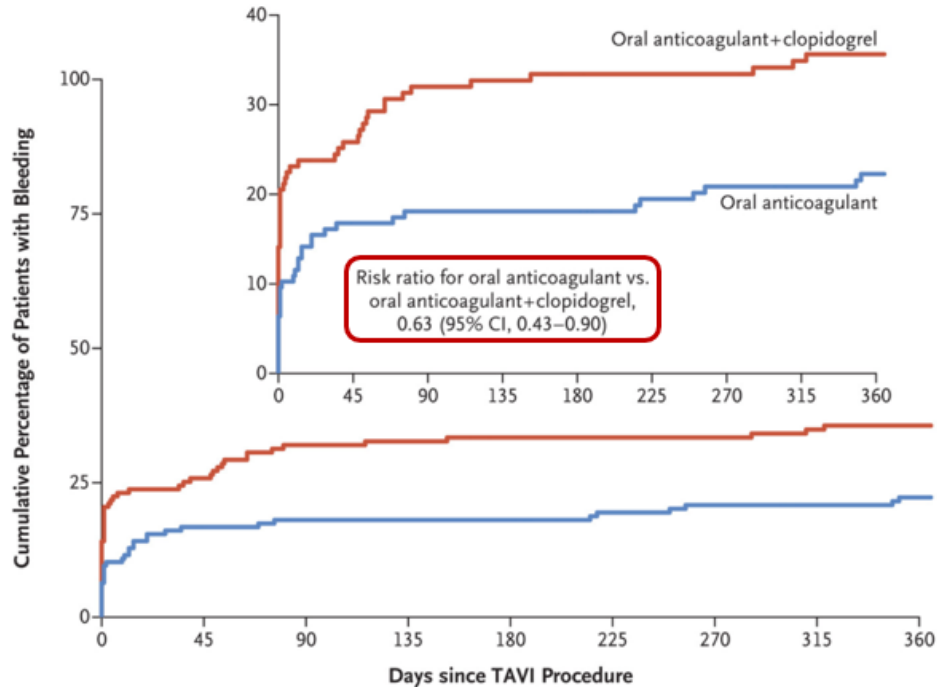 40
Oral anticoagulant+clopidogrel
100
30
20
75
Oral anticoagulant
10
Risk ratio for oral anticoagulant vs.
oral anticoagulant+clopidogrel,
0.63 (95% CI, 0.43–0.90)
50
0
0 45 90 135 180 225 270 315 360
25
0
0 45 90 135 180 225 270 315 360
Cumulative Percentage of Patients with Bleeding
Days since TAVI Procedure